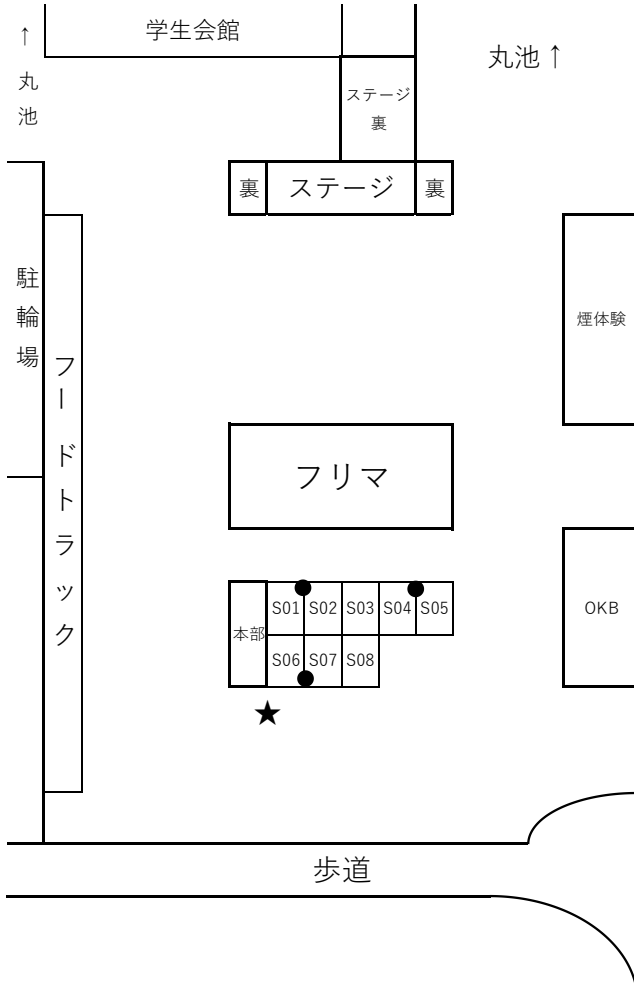 ↑
丸池
学生会館
丸池 ↑
ステージ
裏
裏
ステージ
裏
駐輪場
フードトラック
煙体験
フリマ
本部
S01
S02
S03
S04
S05
S06
S07
S08
OKB
★
歩道